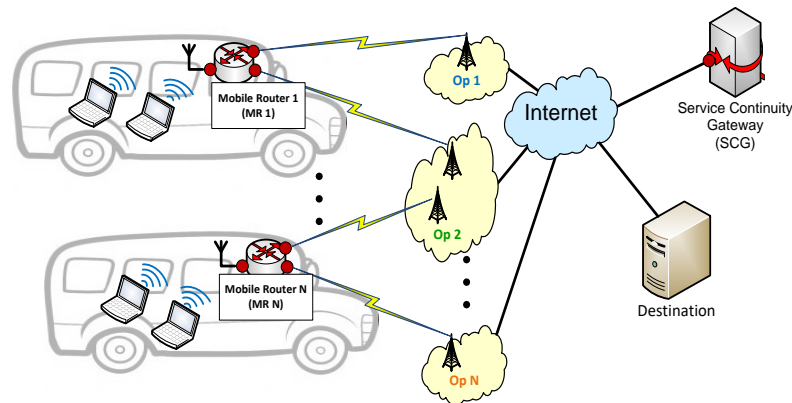 Mobile Router 1
(MR 1)
Op 1
Internet
Service Continuity
Gateway
(SCG)
Op 2
Mobile Router N
(MR N)
Destination
Op N